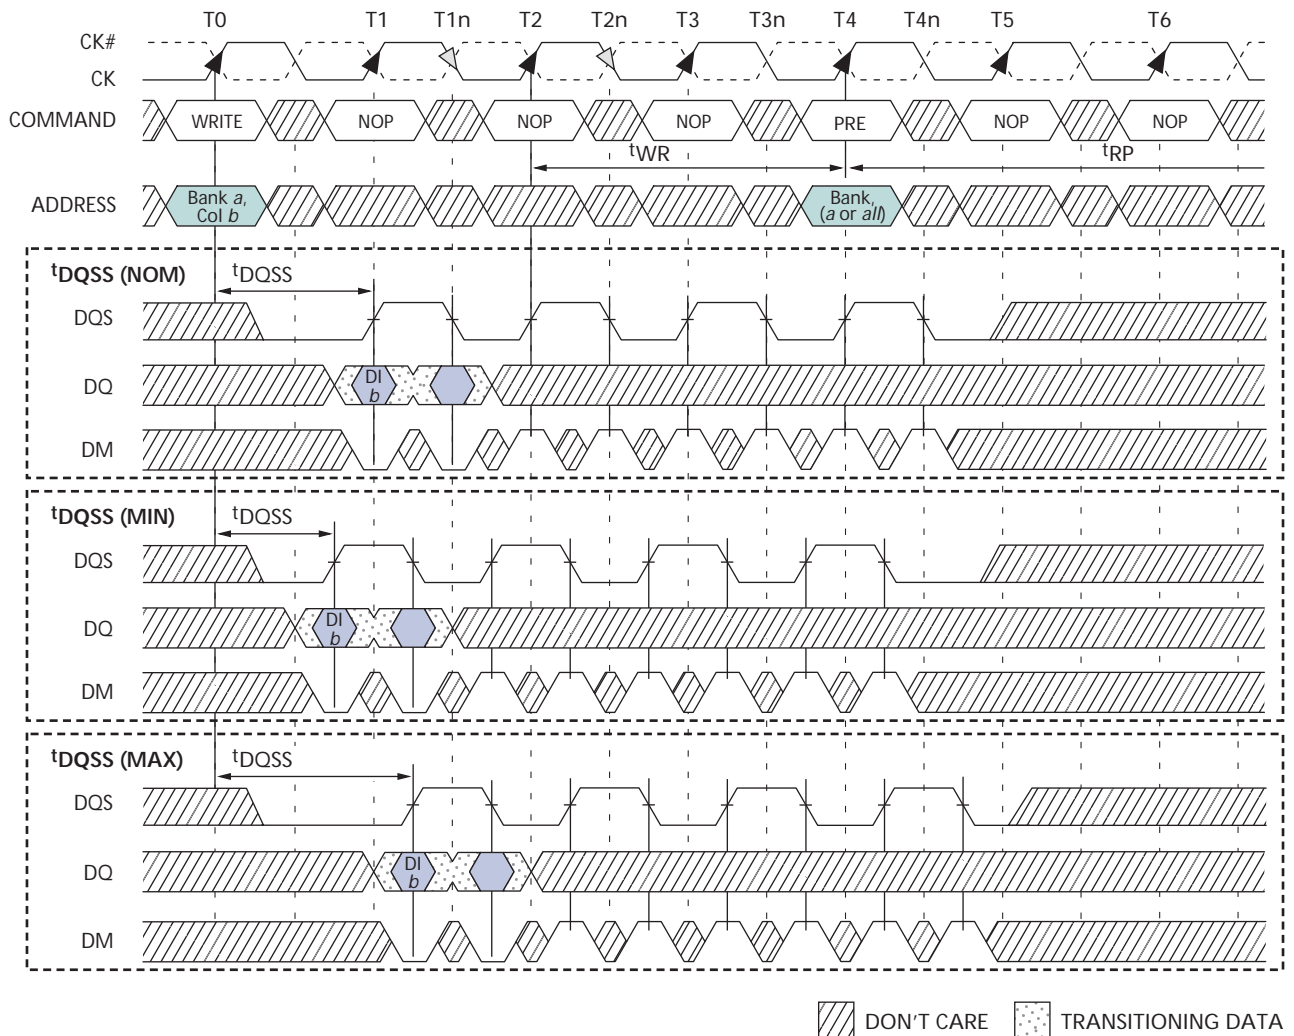 T0 T1 T1n T2 T2n T3 T3n T4 T4n T5 T6
CK#
CK
COMMAND WRITE NOP NOP NOP PRE NOP NOP
tWR tRP
ADDRESS Bank a, Col b Bank, (a or all)
tDQSS (NOM) tDQSS
DQS
DQ DI b
DM
tDQSS (MIN) tDQSS
DQS
DQ DI b
DM
tDQSS (MAX) tDQSS
DQS
DQ DI b
DM
DON'T CARE TRANSITIONING DATA